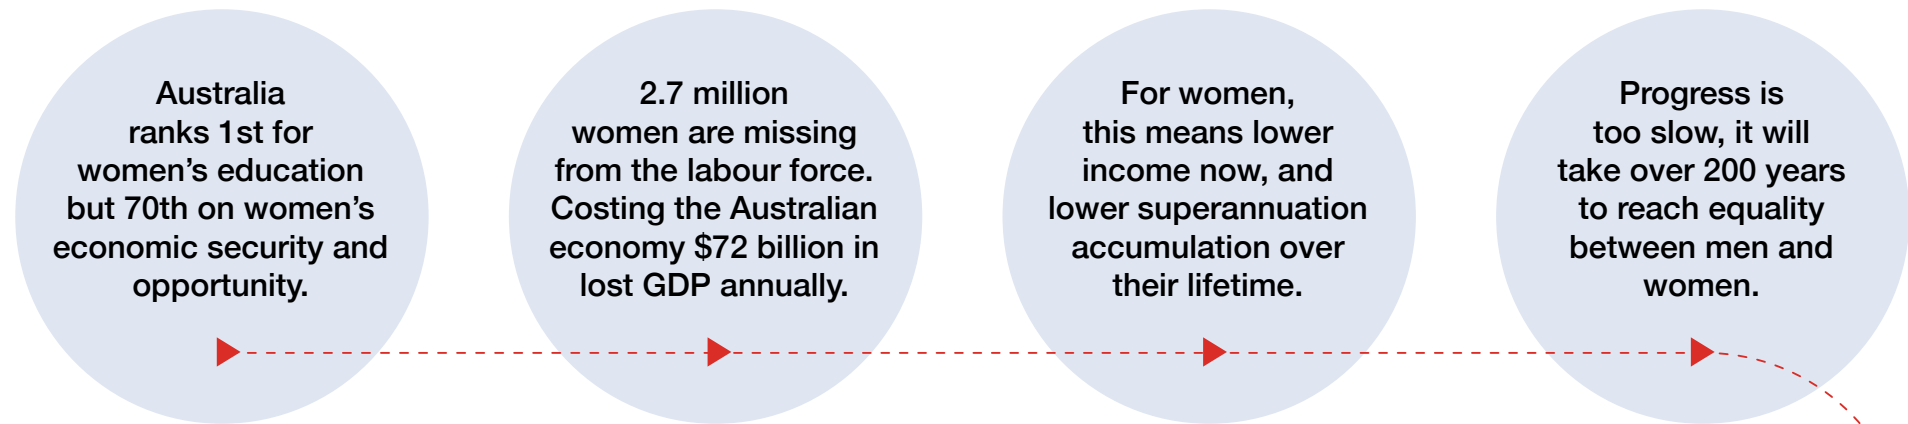 Australia
ranks 1st for
women's education
but 70th on women's
economic security and
opportunity.
2.7 million
women are missing
from the labour force.
Costing the Australian
economy $72 billion in
lost GDP annually.
For women,
this means lower
income now, and
lower superannuation
accumulation over
their lifetime.
Progress is
too slow, it will
take over 200 years
to reach equality
between men and
women.